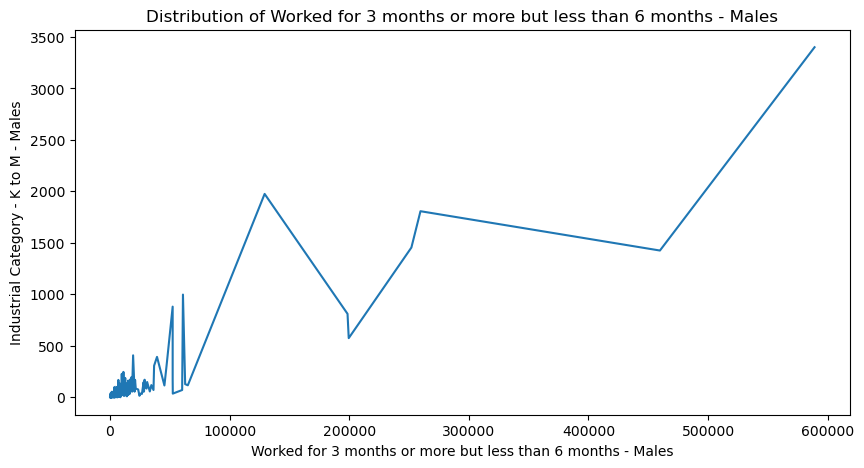 Distribution of Worked for 3 months or more but less than 6 months - Males
3500
3000
2500
2000
1500
1000
500
0
Industrial Category - K to M - Males
0 100000 200000 300000 400000 500000 600000
Worked for 3 months or more but less than 6 months - Males